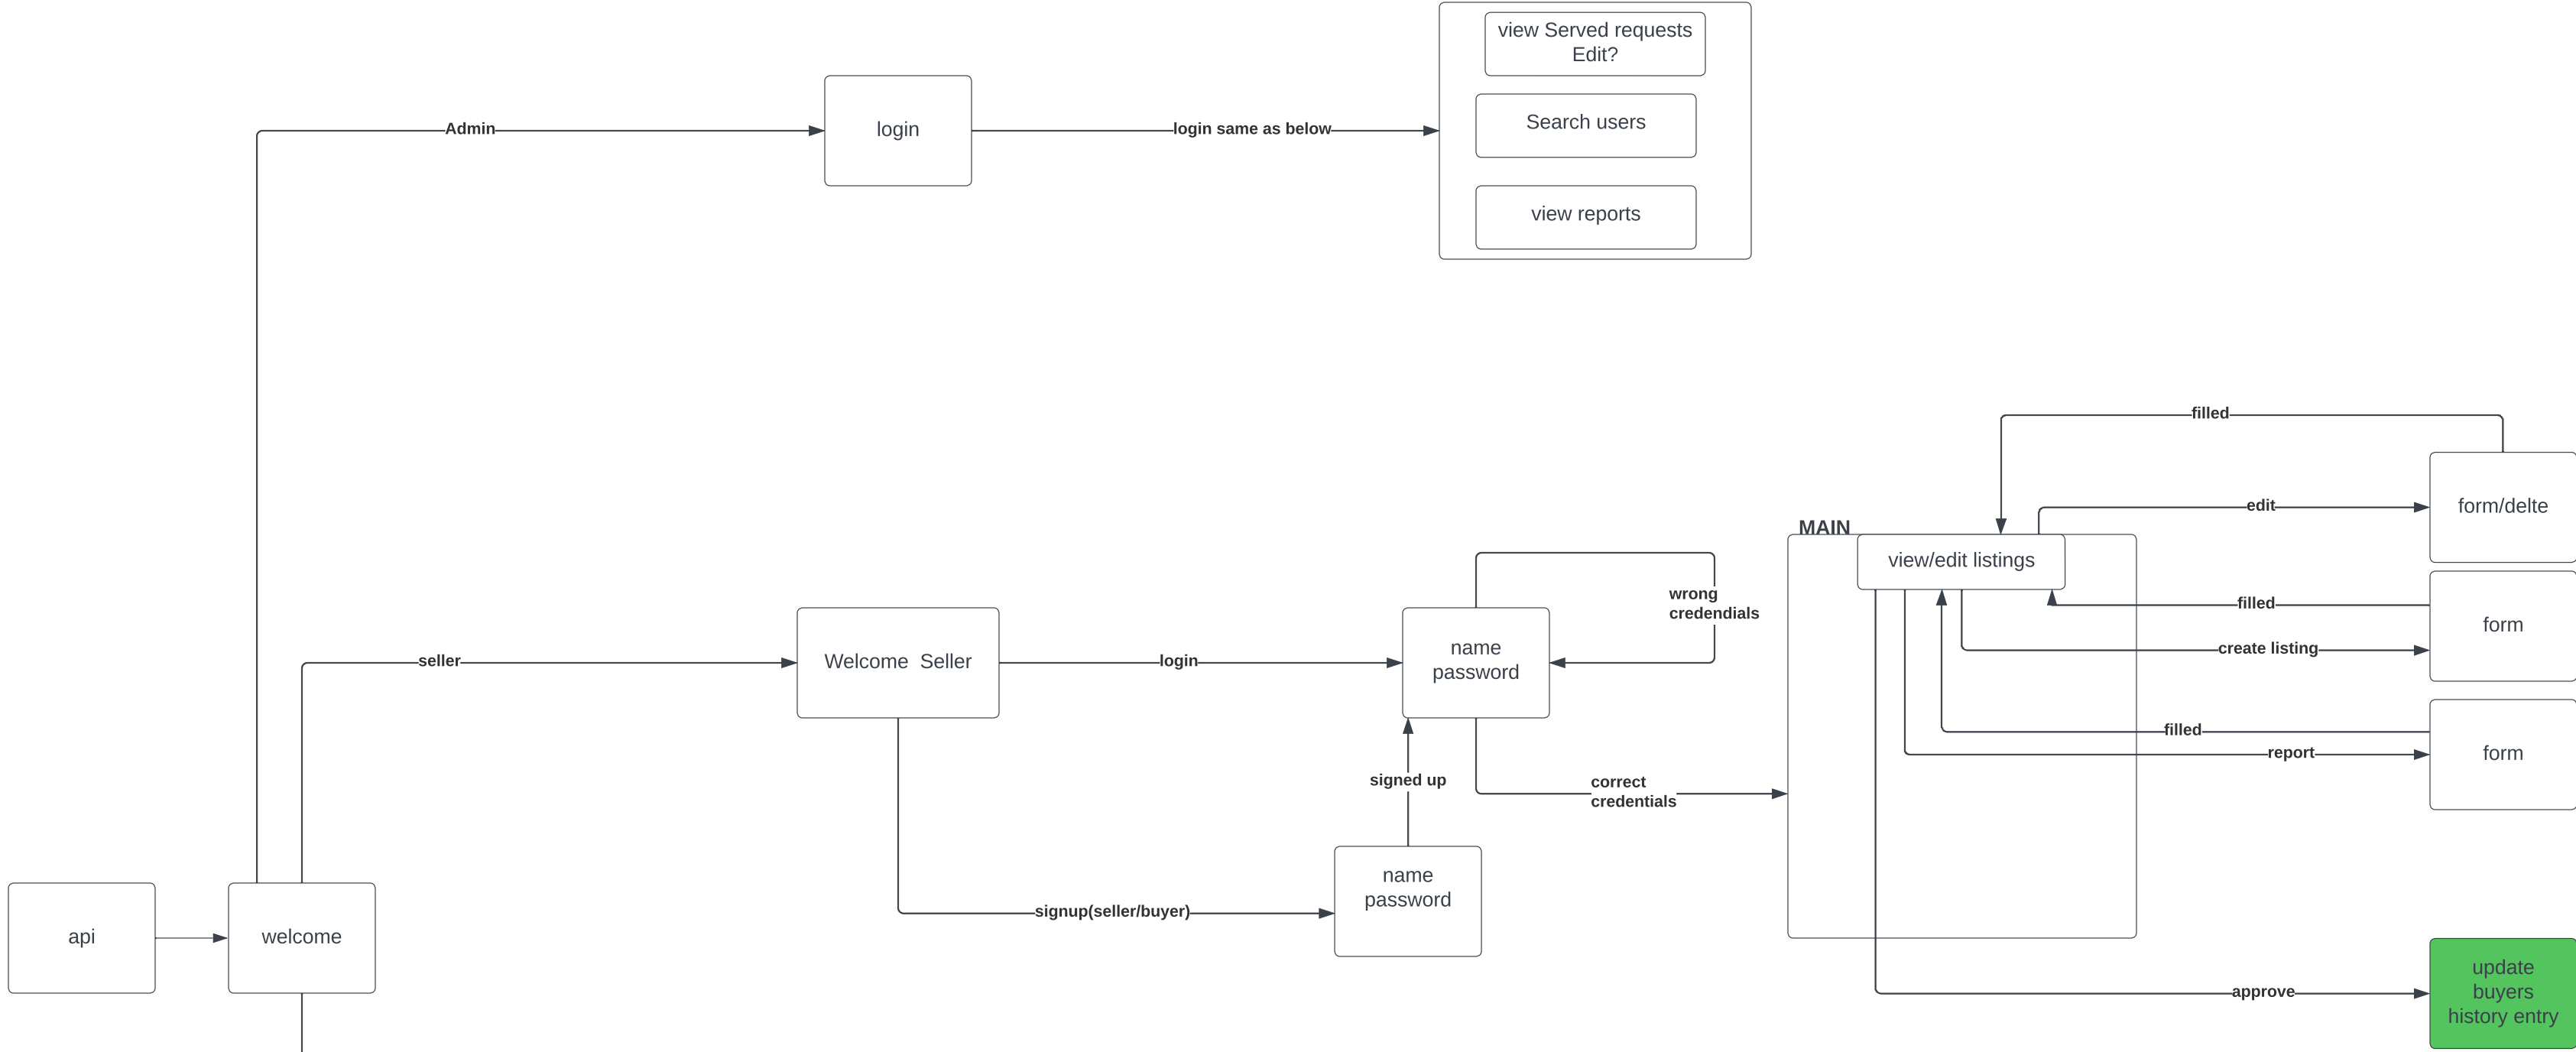 view Served requests
Edit?
Admin
login
login same as below
Search users
view reports
filled
edit
form/delte
MAIN
view/edit listings
wrong
credendials
filled
form
create listing
seller
Welcome  Seller
login
name
password
filled
report
form
signed up
correct
credentials
name
password
signup(seller/buyer)
api
welcome
approve
update
buyers
history entry